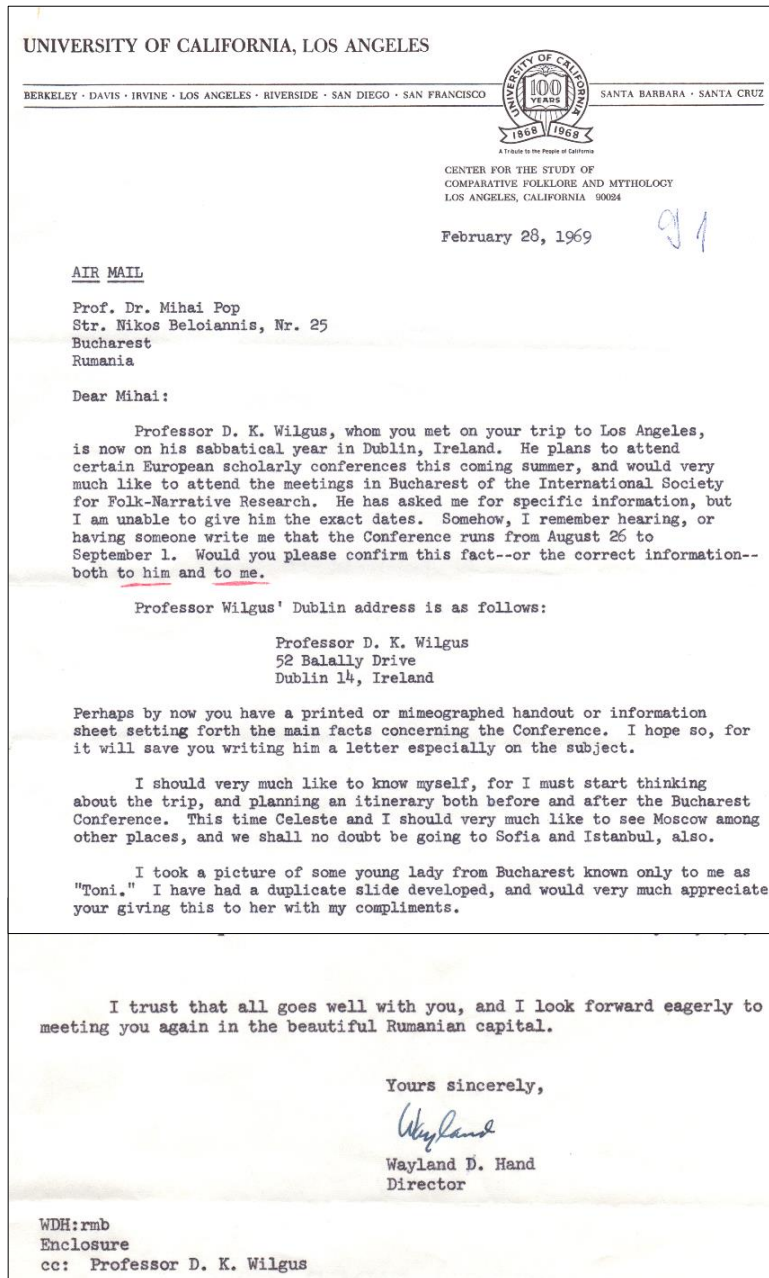 UNIVERSITY OF CALIFORNIA, LOS ANGELES
BERKELEY · DAVIS · IRVINE · LOS ANGELES · RIVERSIDE · SAN DIEGO · SAN FRANCISCO
UNIVERSITY OF CALIFORNIA
100
YEARS
1868 1968
A Tribute to the People of California
SANTA BARBARA · SANTA CRUZ
CENTER FOR THE STUDY OF
COMPARATIVE FOLKLORE AND MYTHOLOGY
LOS ANGELES, CALIFORNIA 90024
February 28, 1969
91
AIR MAIL
Prof. Dr. Mihai Pop
Str. Nikos Beloiannis, Nr. 25
Bucharest
Rumania
Dear Mihai:
Professor D. K. Wilgus, whom you met on your trip to Los Angeles,
is now on his sabbatical year in Dublin, Ireland. He plans to attend
certain European scholarly conferences this coming summer, and would very
much like to attend the meetings in Bucharest of the International Society
for Folk-Narrative Research. He has asked me for specific information, but
I am unable to give him the exact dates. Somehow, I remember hearing, or
having someone write me that the Conference runs from August 26 to
September 1. Would you please confirm this fact--or the correct information--
both to him and to me.
Professor Wilgus' Dublin address is as follows:
Professor D. K. Wilgus
52 Balally Drive
Dublin 14, Ireland
Perhaps by now you have a printed or mimeographed handout or information
sheet setting forth the main facts concerning the Conference. I hope so, for
it will save you writing him a letter especially on the subject.
I should very much like to know myself, for I must start thinking
about the trip, and planning an itinerary both before and after the Bucharest
Conference. This time Celeste and I should very much like to see Moscow among
other places, and we shall no doubt be going to Sofia and Istanbul, also.
I took a picture of some young lady from Bucharest known only to me as
"Toni." I have had a duplicate slide developed, and would very much appreciate
your giving this to her with my compliments.
I trust that all goes well with you, and I look forward eagerly to
meeting you again in the beautiful Rumanian capital.
Yours sincerely,
Wayland
Wayland D. Hand
Director
WDH:rmb
Enclosure
cc: Professor D. K. Wilgus